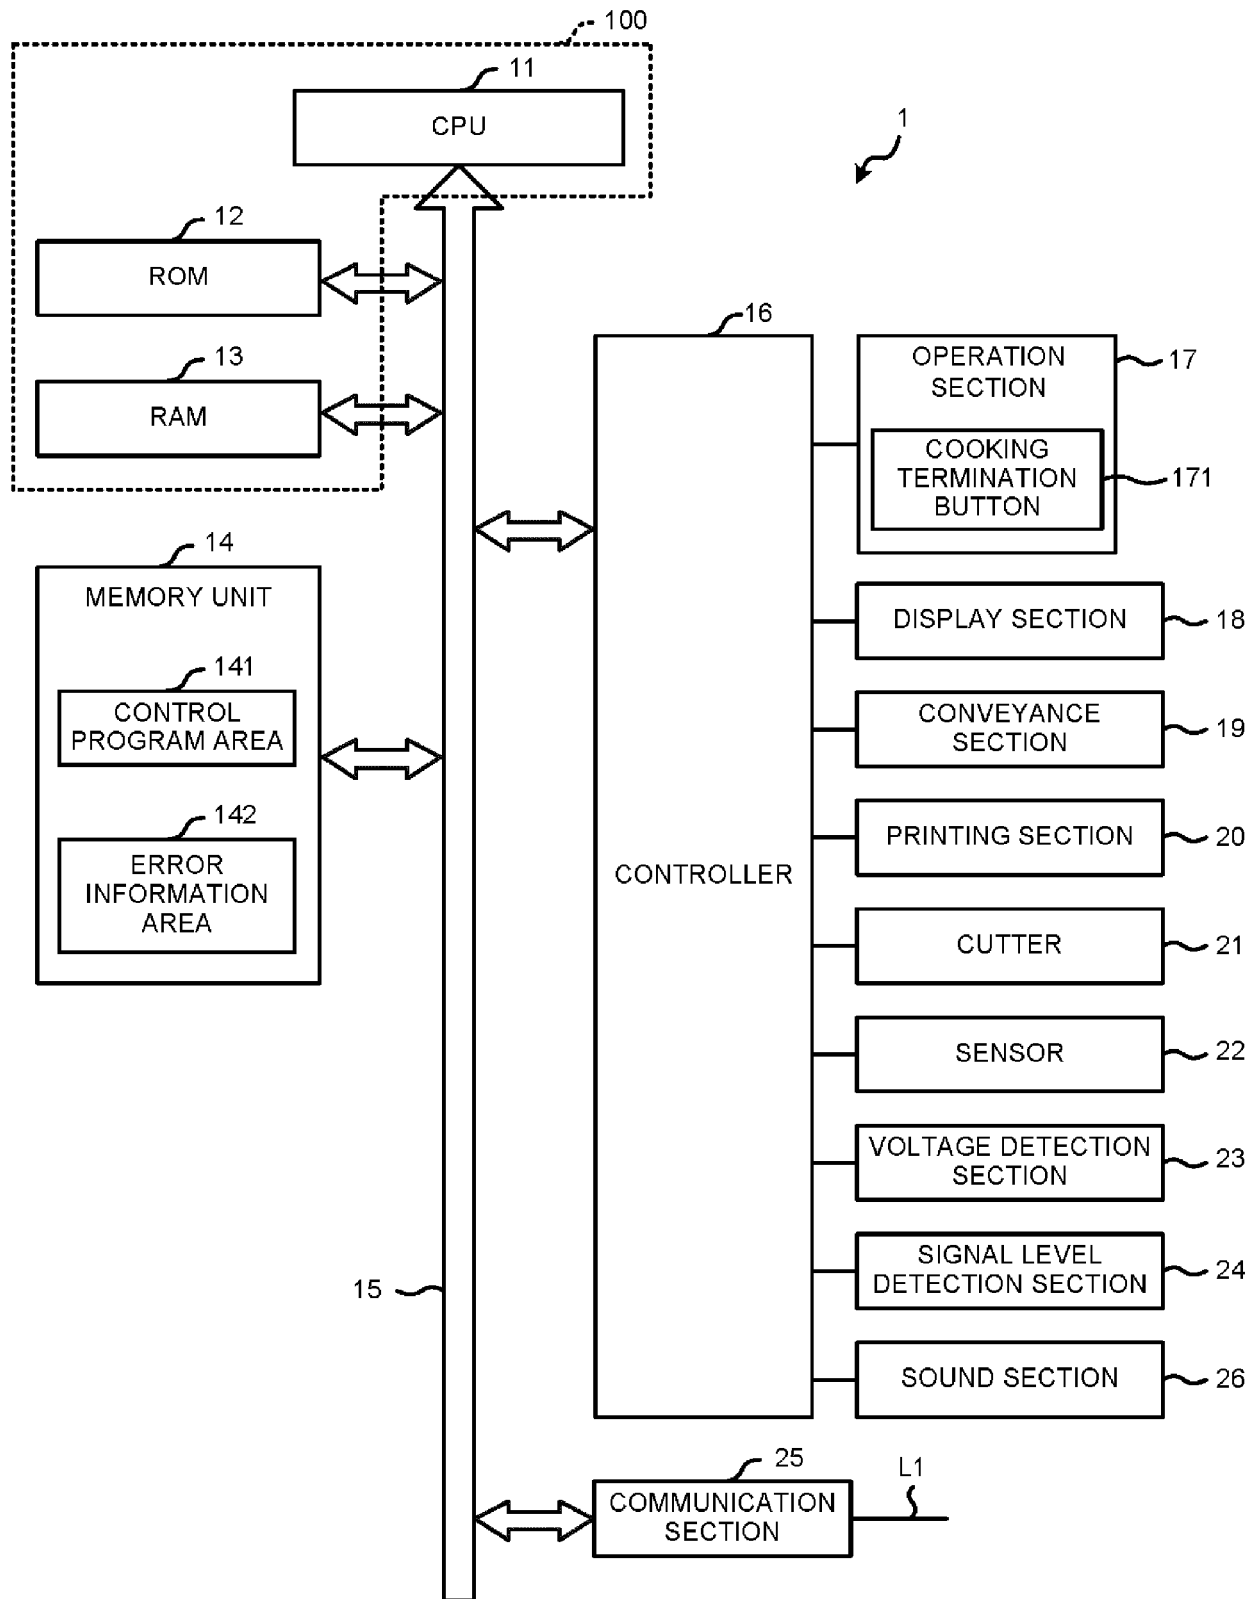 100
11
CPU
1
12
ROM
13
RAM
16
CONTROLLER
OPERATION
SECTION
17
COOKING
TERMINATION
BUTTON
171
14
MEMORY UNIT
141
CONTROL
PROGRAM AREA
142
ERROR
INFORMATION
AREA
DISPLAY SECTION
18
CONVEYANCE
SECTION
19
PRINTING SECTION
20
CUTTER
21
SENSOR
22
VOLTAGE DETECTION
SECTION
23
SIGNAL LEVEL
DETECTION SECTION
24
15
SOUND SECTION
26
25
COMMUNICATION
SECTION
L1